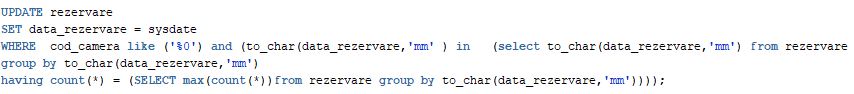 UPDATE rezervare
SET data_rezervare = sysdate
WHERE  cod_camera like ('%0') and (to_char(data_rezervare,'mm' ) in   (select to_char(data_rezervare,'mm') from rezervare
group by to_char(data_rezervare,'mm')
having count(*) = (SELECT max(count(*))from rezervare group by to_char(data_rezervare,'mm'))));